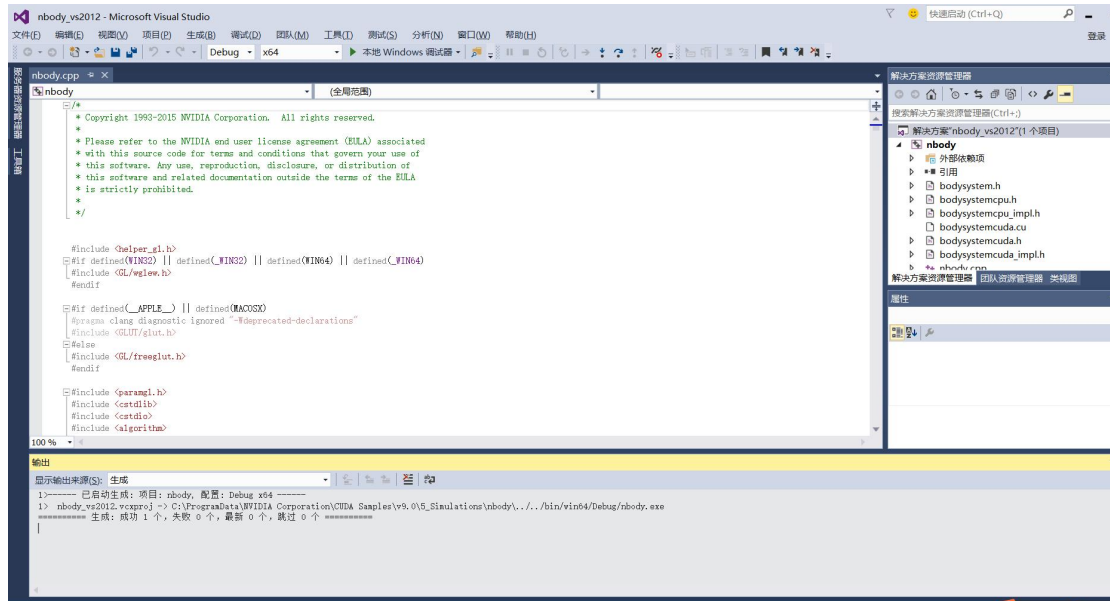 nbody_vs2012 - Microsoft Visual Studio
快速启动 (Ctrl+Q)
文件(F) 编辑(E) 视图(V) 项目(P) 生成(B) 调试(D) 团队(M) 工具(T) 测试(S) 分析(N) 窗口(W) 帮助(H)
登录
Debug x64 本地 Windows 调试器
服务器资源管理器
工具箱
nbody.cpp
nbody (全局范围)
/*
* Copyright 1993-2015 NVIDIA Corporation. All rights reserved.
*
* Please refer to the NVIDIA end user license agreement (EULA) associated
* with this source code for terms and conditions that govern your use of
* this software. Any use, reproduction, disclosure, or distribution of
* this software and related documentation outside the terms of the EULA
* is strictly prohibited.
*
*/
#include <helper_gl.h>
#if defined(WIN32) || defined(_WIN32) || defined(WIN64) || defined(_WIN64)
#include <GL/wglew.h>
#endif
#if defined(__APPLE__) || defined(MACOSX)
#pragma clang diagnostic ignored "-Wdeprecated-declarations"
#include <GLUT/glut.h>
#else
#include <GL/freeglut.h>
#endif
#include <paramgl.h>
#include <cstdlib>
#include <cstdio>
#include <algorithm>
100 %
解决方案资源管理器
搜索解决方案资源管理器(Ctrl+;)
解决方案"nbody_vs2012"(1 个项目)
nbody
外部依赖项
引用
bodysystem.h
bodysystemcpu.h
bodysystemcpu_impl.h
bodysystemcuda.cu
bodysystemcuda.h
bodysystemcuda_impl.h
nbody.cpp
解决方案资源管理器 团队资源管理器 类视图
属性
输出
显示输出来源(S): 生成
1>------ 已启动生成: 项目: nbody, 配置: Debug x64 ------
1> nbody_vs2012.vcxproj -> C:\ProgramData\NVIDIA Corporation\CUDA Samples\v9.0\5_Simulations\nbody\../../bin/win64/Debug/nbody.exe
========== 生成: 成功 1 个，失败 0 个，最新 0 个，跳过 0 个 ==========